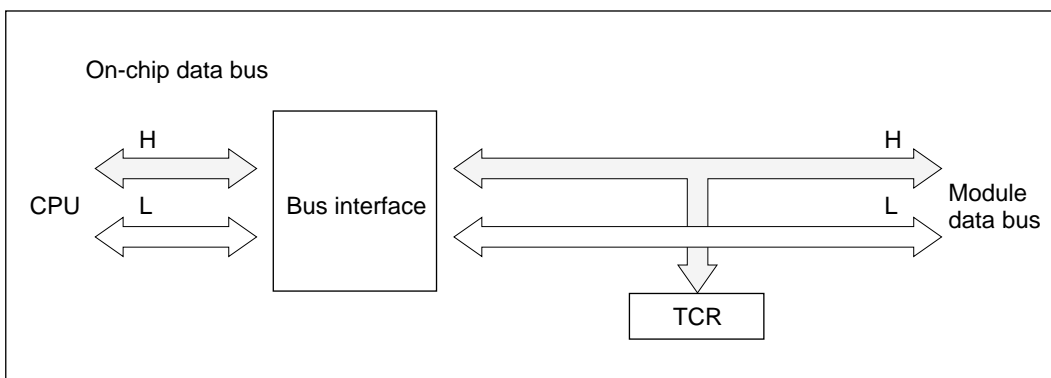 On-chip data bus
H
H
CPU
L
Bus interface
L
Module
data bus
TCR